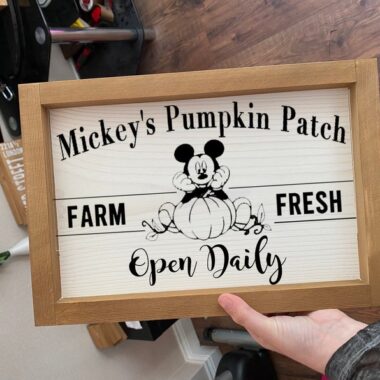 Mickey's Pumpkin Patch
FARM FRESH
Open Daily